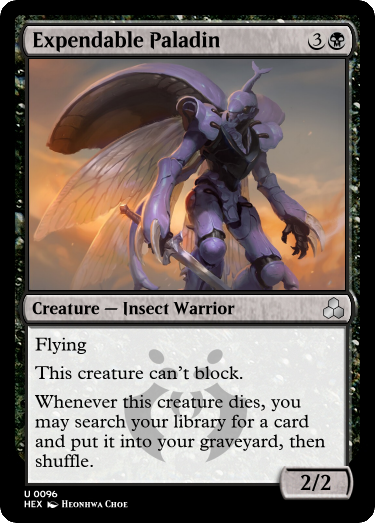 Expendable Paladin 3
Creature — Insect Warrior
Flying
This creature can't block.
Whenever this creature dies, you
may search your library for a card
and put it into your graveyard, then
shuffle.
2/2
U 0096
HEX Heonhwa Choe